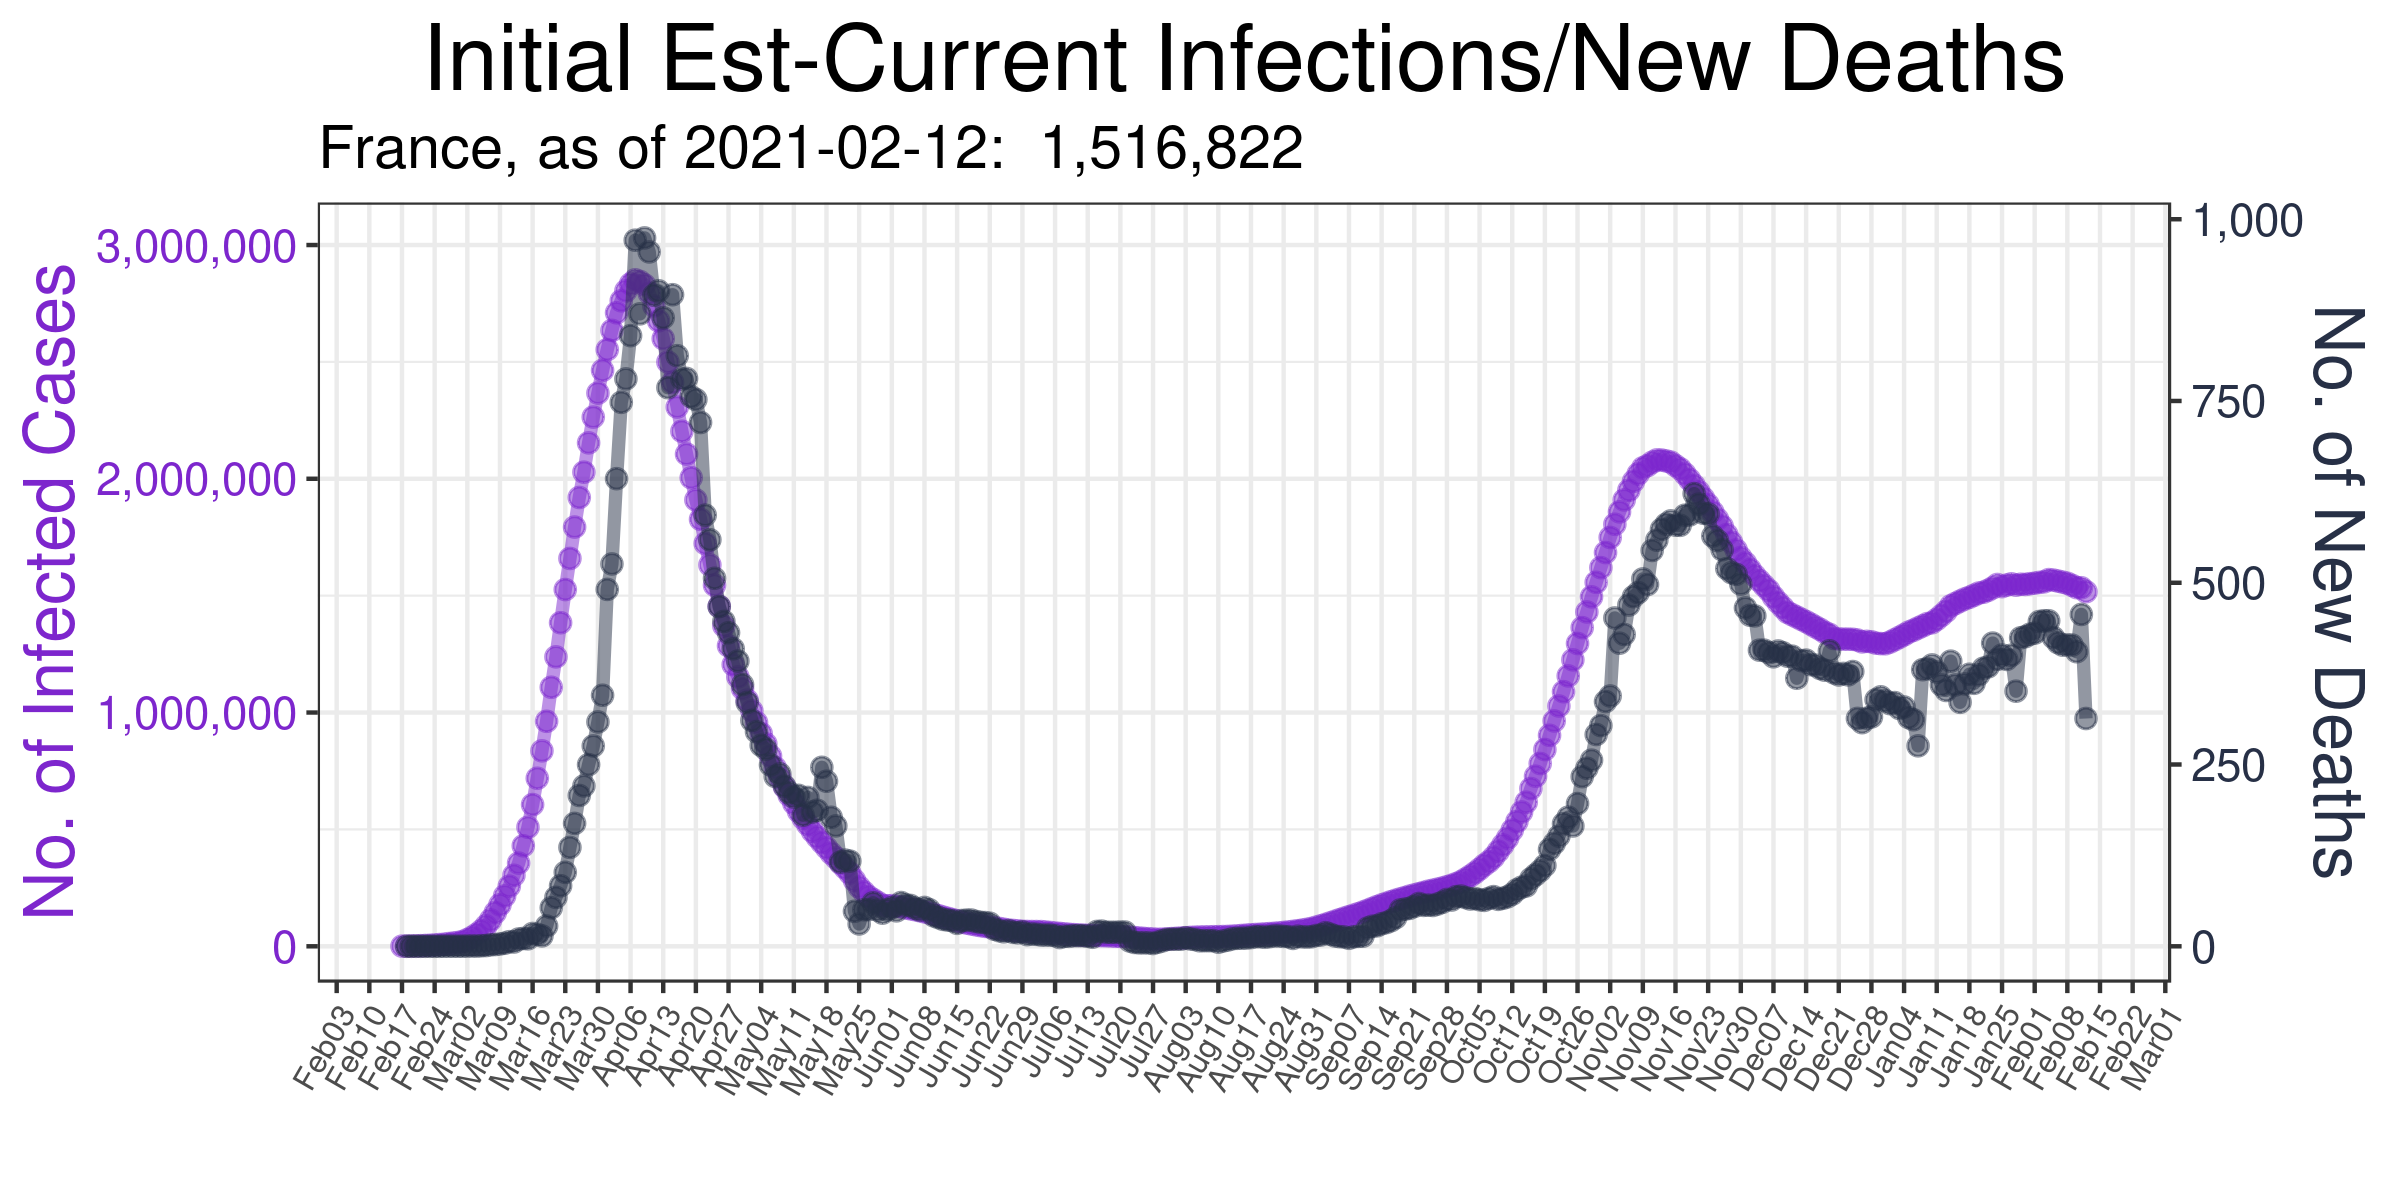 Initial Est-Current Infections/New Deaths
France, as of 2021-02-12: 1,516,822
No. of Infected Cases
3,000,000
2,000,000
1,000,000
0
1,000
750
500
250
0
No. of New Deaths
Feb03
Feb10
Feb17
Feb24
Mar02
Mar09
Mar16
Mar23
Mar30
Apr06
Apr13
Apr20
Apr27
May04
May11
May18
May25
Jun01
Jun08
Jun15
Jun22
Jun29
Jul06
Jul13
Jul20
Jul27
Aug03
Aug10
Aug17
Aug24
Aug31
Sep07
Sep14
Sep21
Sep28
Oct05
Oct12
Oct19
Oct26
Nov02
Nov09
Nov16
Nov23
Nov30
Dec07
Dec14
Dec21
Dec28
Jan04
Jan11
Jan18
Jan25
Feb01
Feb08
Feb15
Feb22
Mar01